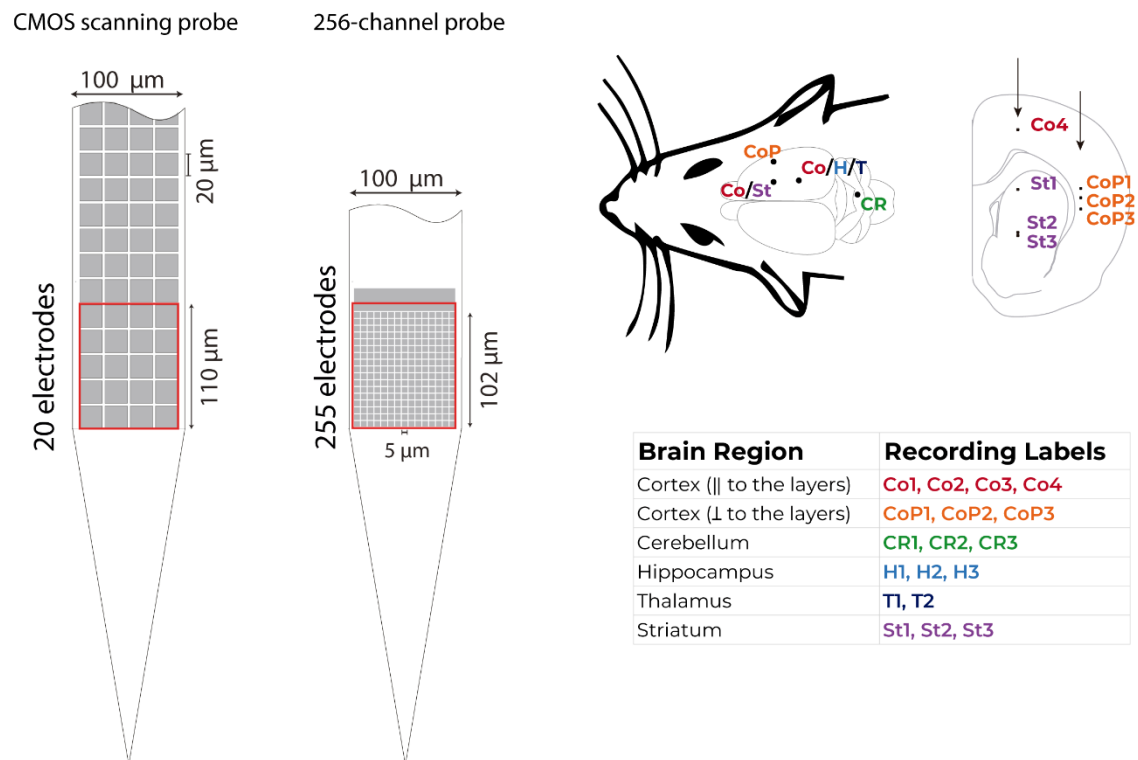 CMOS scanning probe
256-channel probe
100 µm
20 µm
20 electrodes
110 µm
100 µm
255 electrodes
102 µm
5 µm
CoP
Co/H/T
Co/St
CR
Co4
St1
CoP1
CoP2
CoP3
St2
St3
Brain Region Recording Labels
Cortex (|| to the layers) Co1, Co2, Co3, Co4
Cortex (⊥ to the layers) CoP1, CoP2, CoP3
Cerebellum CR1, CR2, CR3
Hippocampus H1, H2, H3
Thalamus T1, T2
Striatum St1, St2, St3